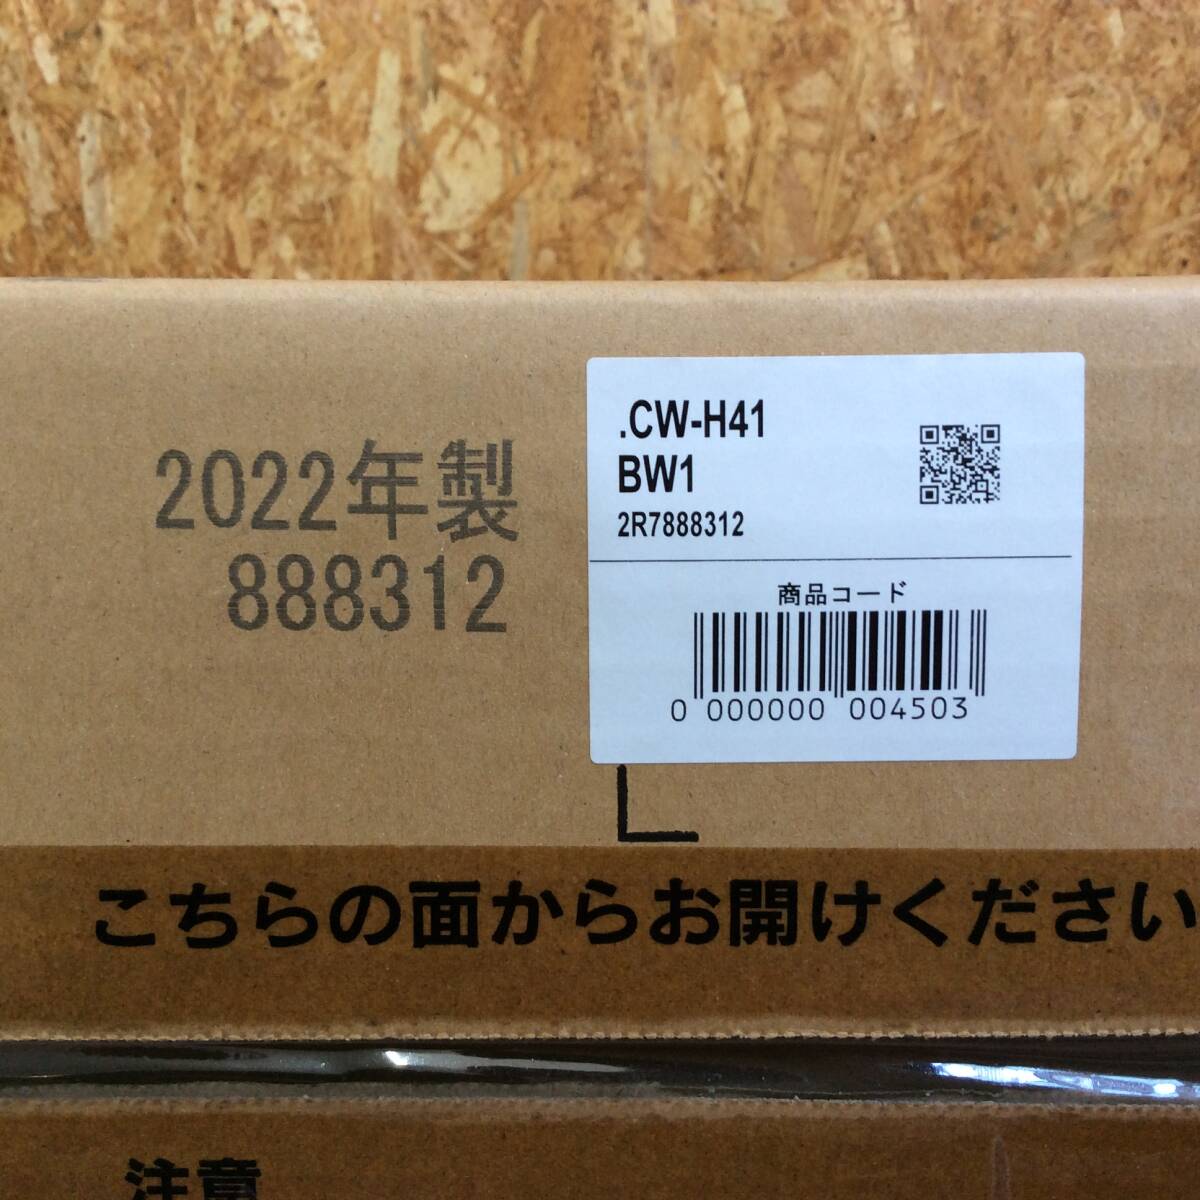 2022年製
888312
.CW-H41
BW1
2R7888312
商品コード
0 000000 004503
こちらの面からお開けください
注意